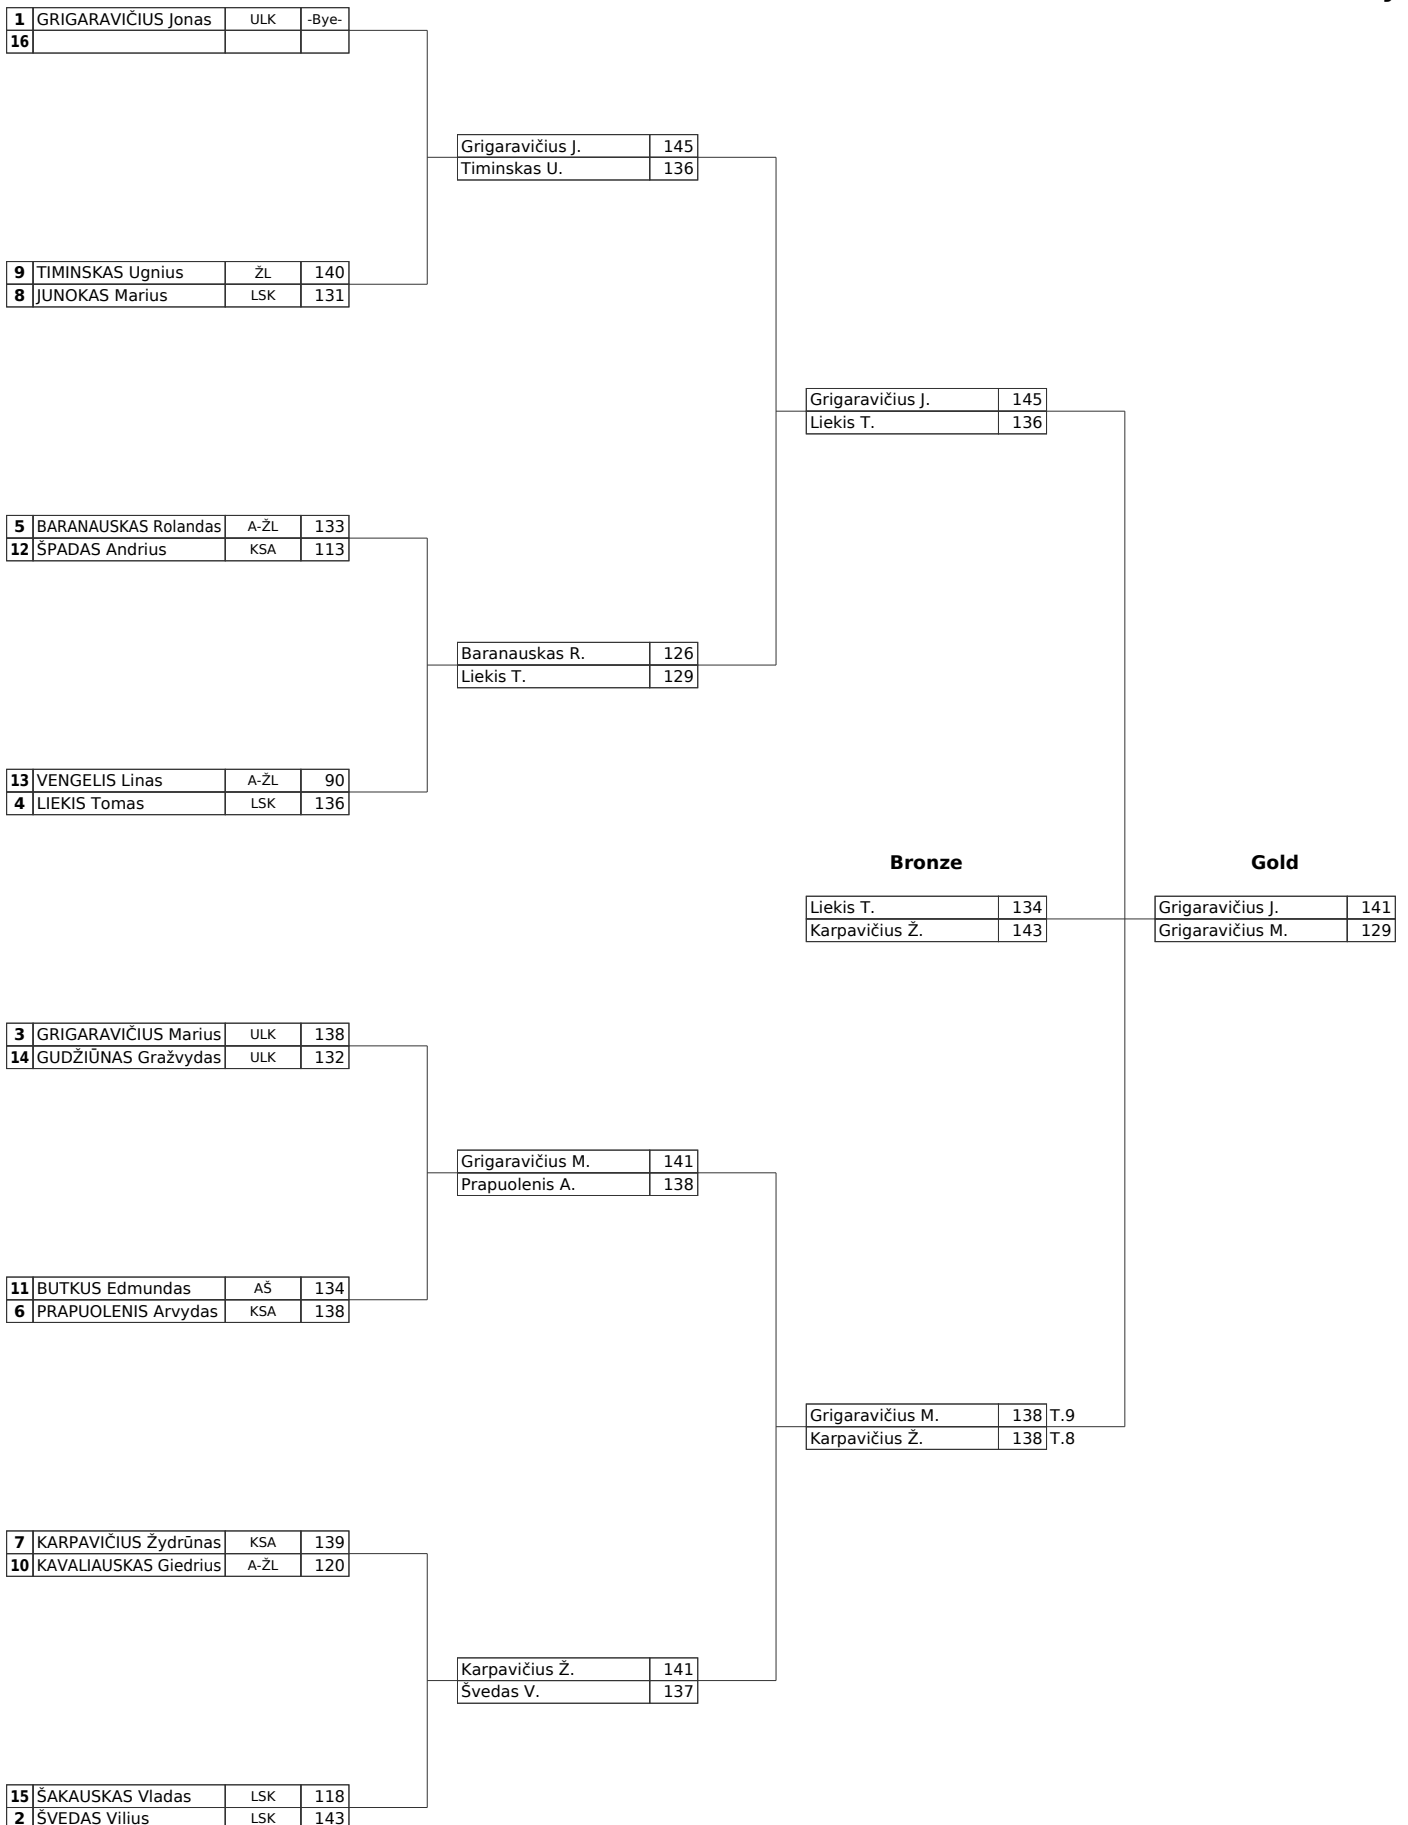 1 GRIGARAVIČIUS Jonas ULK -Bye-
16
Grigaravičius J. 145
Timinskas U. 136
9 TIMINSKAS Ugnius ŽL 140
8 JUNOKAS Marius LSK 131
Grigaravičius J. 145
Liekis T. 136
5 BARANAUSKAS Rolandas A-ŽL 133
12 ŠPADAS Andrius KSA 113
Baranauskas R. 126
Liekis T. 129
13 VENGELIS Linas A-ŽL 90
4 LIEKIS Tomas LSK 136
Bronze Gold
Liekis T. 134 Grigaravičius J. 141
Karpavičius Ž. 143 Grigaravičius M. 129
3 GRIGARAVIČIUS Marius ULK 138
14 GUDŽIŪNAS Gražvydas ULK 132
Grigaravičius M. 141
Prapuolenis A. 138
11 BUTKUS Edmundas AŠ 134
6 PRAPUOLENIS Arvydas KSA 138
Grigaravičius M. 138 T.9
Karpavičius Ž. 138 T.8
7 KARPAVIČIUS Žydrūnas KSA 139
10 KAVALIAUSKAS Giedrius A-ŽL 120
Karpavičius Ž. 141
Švedas V. 137
15 ŠAKAUSKAS Vladas LSK 118
2 ŠVEDAS Vilius LSK 143